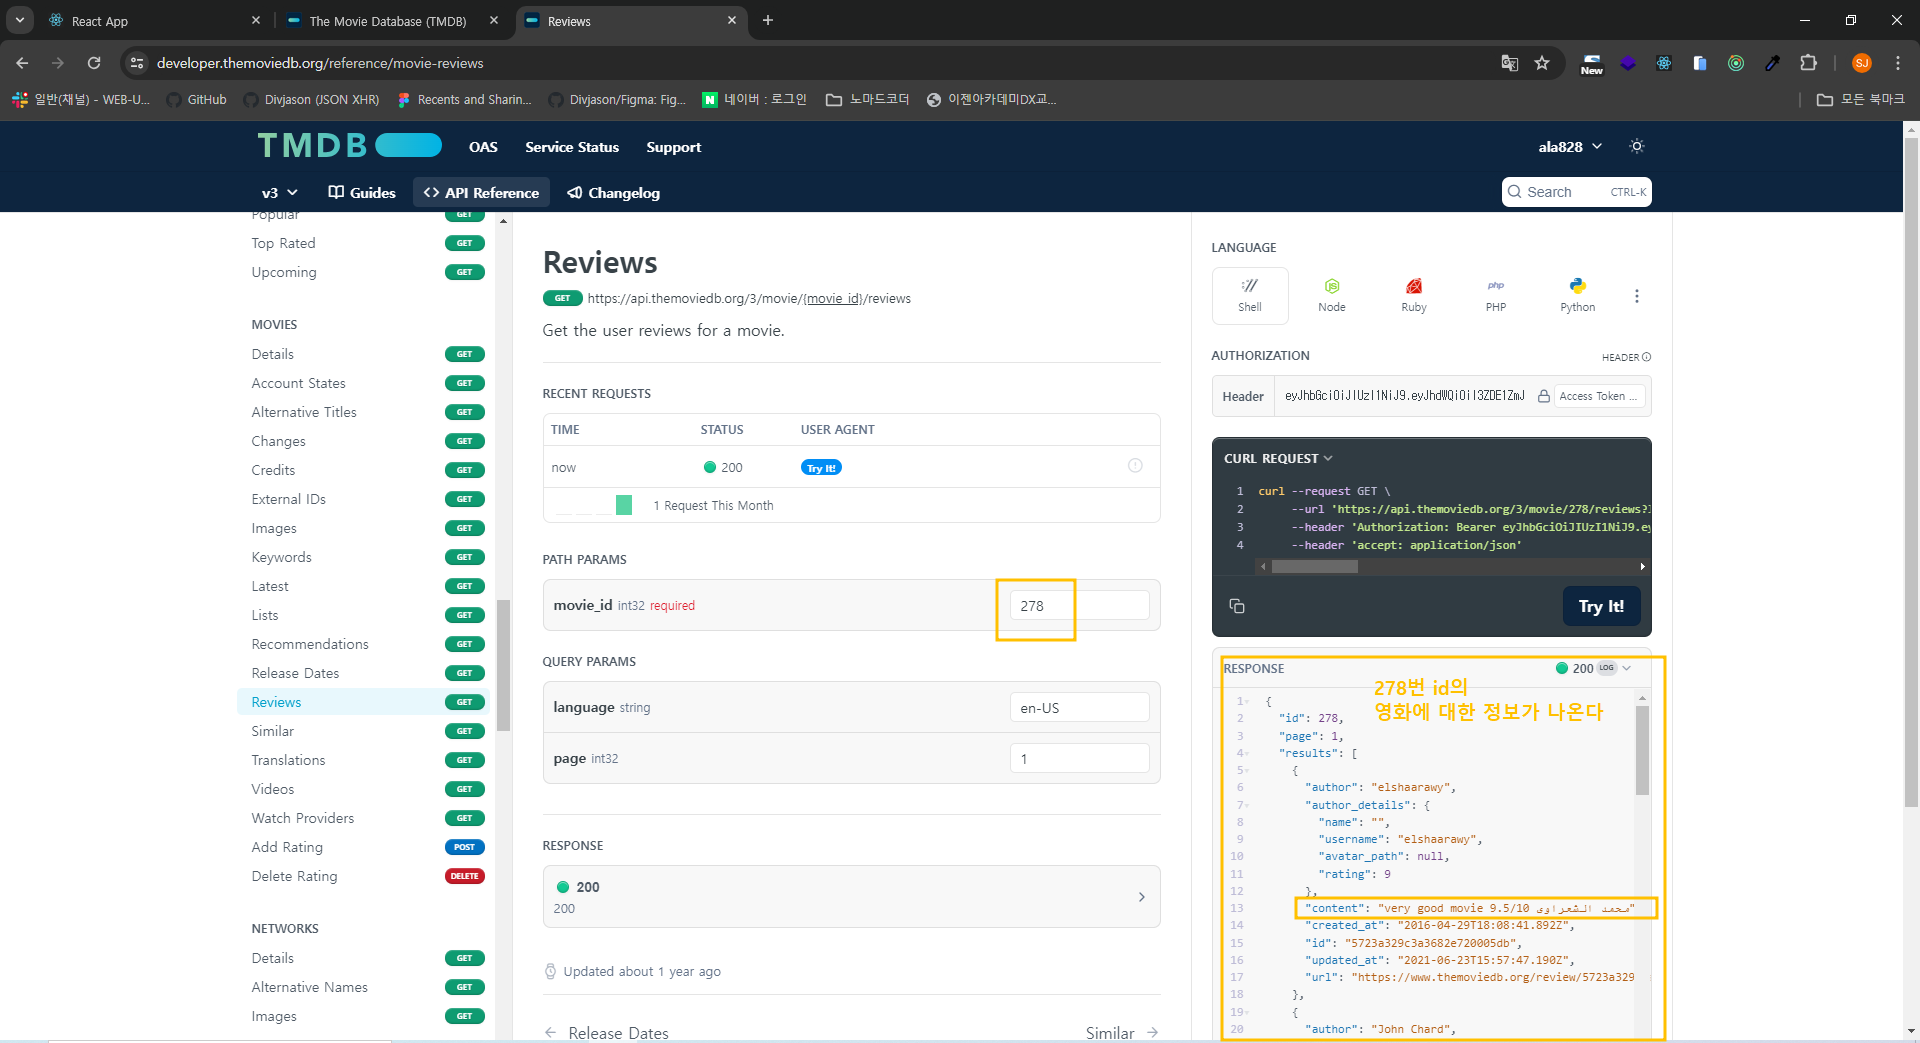 React App
The Movie Database (TMDB)
Reviews
developer.themoviedb.org/reference/movie-reviews
New
SJ
일반(채널) - WEB-U...
GitHub
Divjason (JSON XHR)
Recents and Sharin...
Divjason/Figma: Fig...
네이버 : 로그인
노마드코더
이젠아카데미DX교...
모든 북마크
TMDB
OAS
Service Status
Support
ala828
v3
Guides
API Reference
Changelog
Search
CTRL-K
Popular GET
Top Rated GET
Upcoming GET
MOVIES
Details GET
Account States GET
Alternative Titles GET
Changes GET
Credits GET
External IDs GET
Images GET
Keywords GET
Latest GET
Lists GET
Recommendations GET
Release Dates GET
Reviews GET
Similar GET
Translations GET
Videos GET
Watch Providers GET
Add Rating POST
Delete Rating DELETE
NETWORKS
Details GET
Alternative Names GET
Images GET
Reviews
GET https://api.themoviedb.org/3/movie/{movie_id}/reviews
Get the user reviews for a movie.
RECENT REQUESTS
TIME STATUS USER AGENT
now 200 Try It!
1 Request This Month
PATH PARAMS
movie_id int32 required 278
QUERY PARAMS
language string en-US
page int32 1
RESPONSE
200
200
Updated about 1 year ago
Release Dates
Similar
LANGUAGE
Shell
Node
Ruby
PHP
Python
AUTHORIZATION HEADER
Header eyJhbGciOiJIUzI1NiJ9.eyJhdWQiOiI3ZDE1ZmJ Access Token ...
CURL REQUEST
1 curl --request GET \
2 --url 'https://api.themoviedb.org/3/movie/278/reviews?
3 --header 'Authorization: Bearer eyJhbGciOiJIUzI1NiJ9.ey
4 --header 'accept: application/json'
Try It!
RESPONSE 200 LOG
278번 id의
영화에 대한 정보가 나온다
1 {
2 "id": 278,
3 "page": 1,
4 "results": [
5 {
6 "author": "elshaarawy",
7 "author_details": {
8 "name": "",
9 "username": "elshaarawy",
10 "avatar_path": null,
11 "rating": 9
12 },
13 "content": "very good movie 9.5/10 محمد الشعراوى"
14 "created_at": "2016-04-29T18:08:41.892Z",
15 "id": "5723a329c3a3682e720005db",
16 "updated_at": "2021-06-23T15:57:47.190Z",
17 "url": "https://www.themoviedb.org/review/5723a329
18 },
19 {
20 "author": "John Chard",